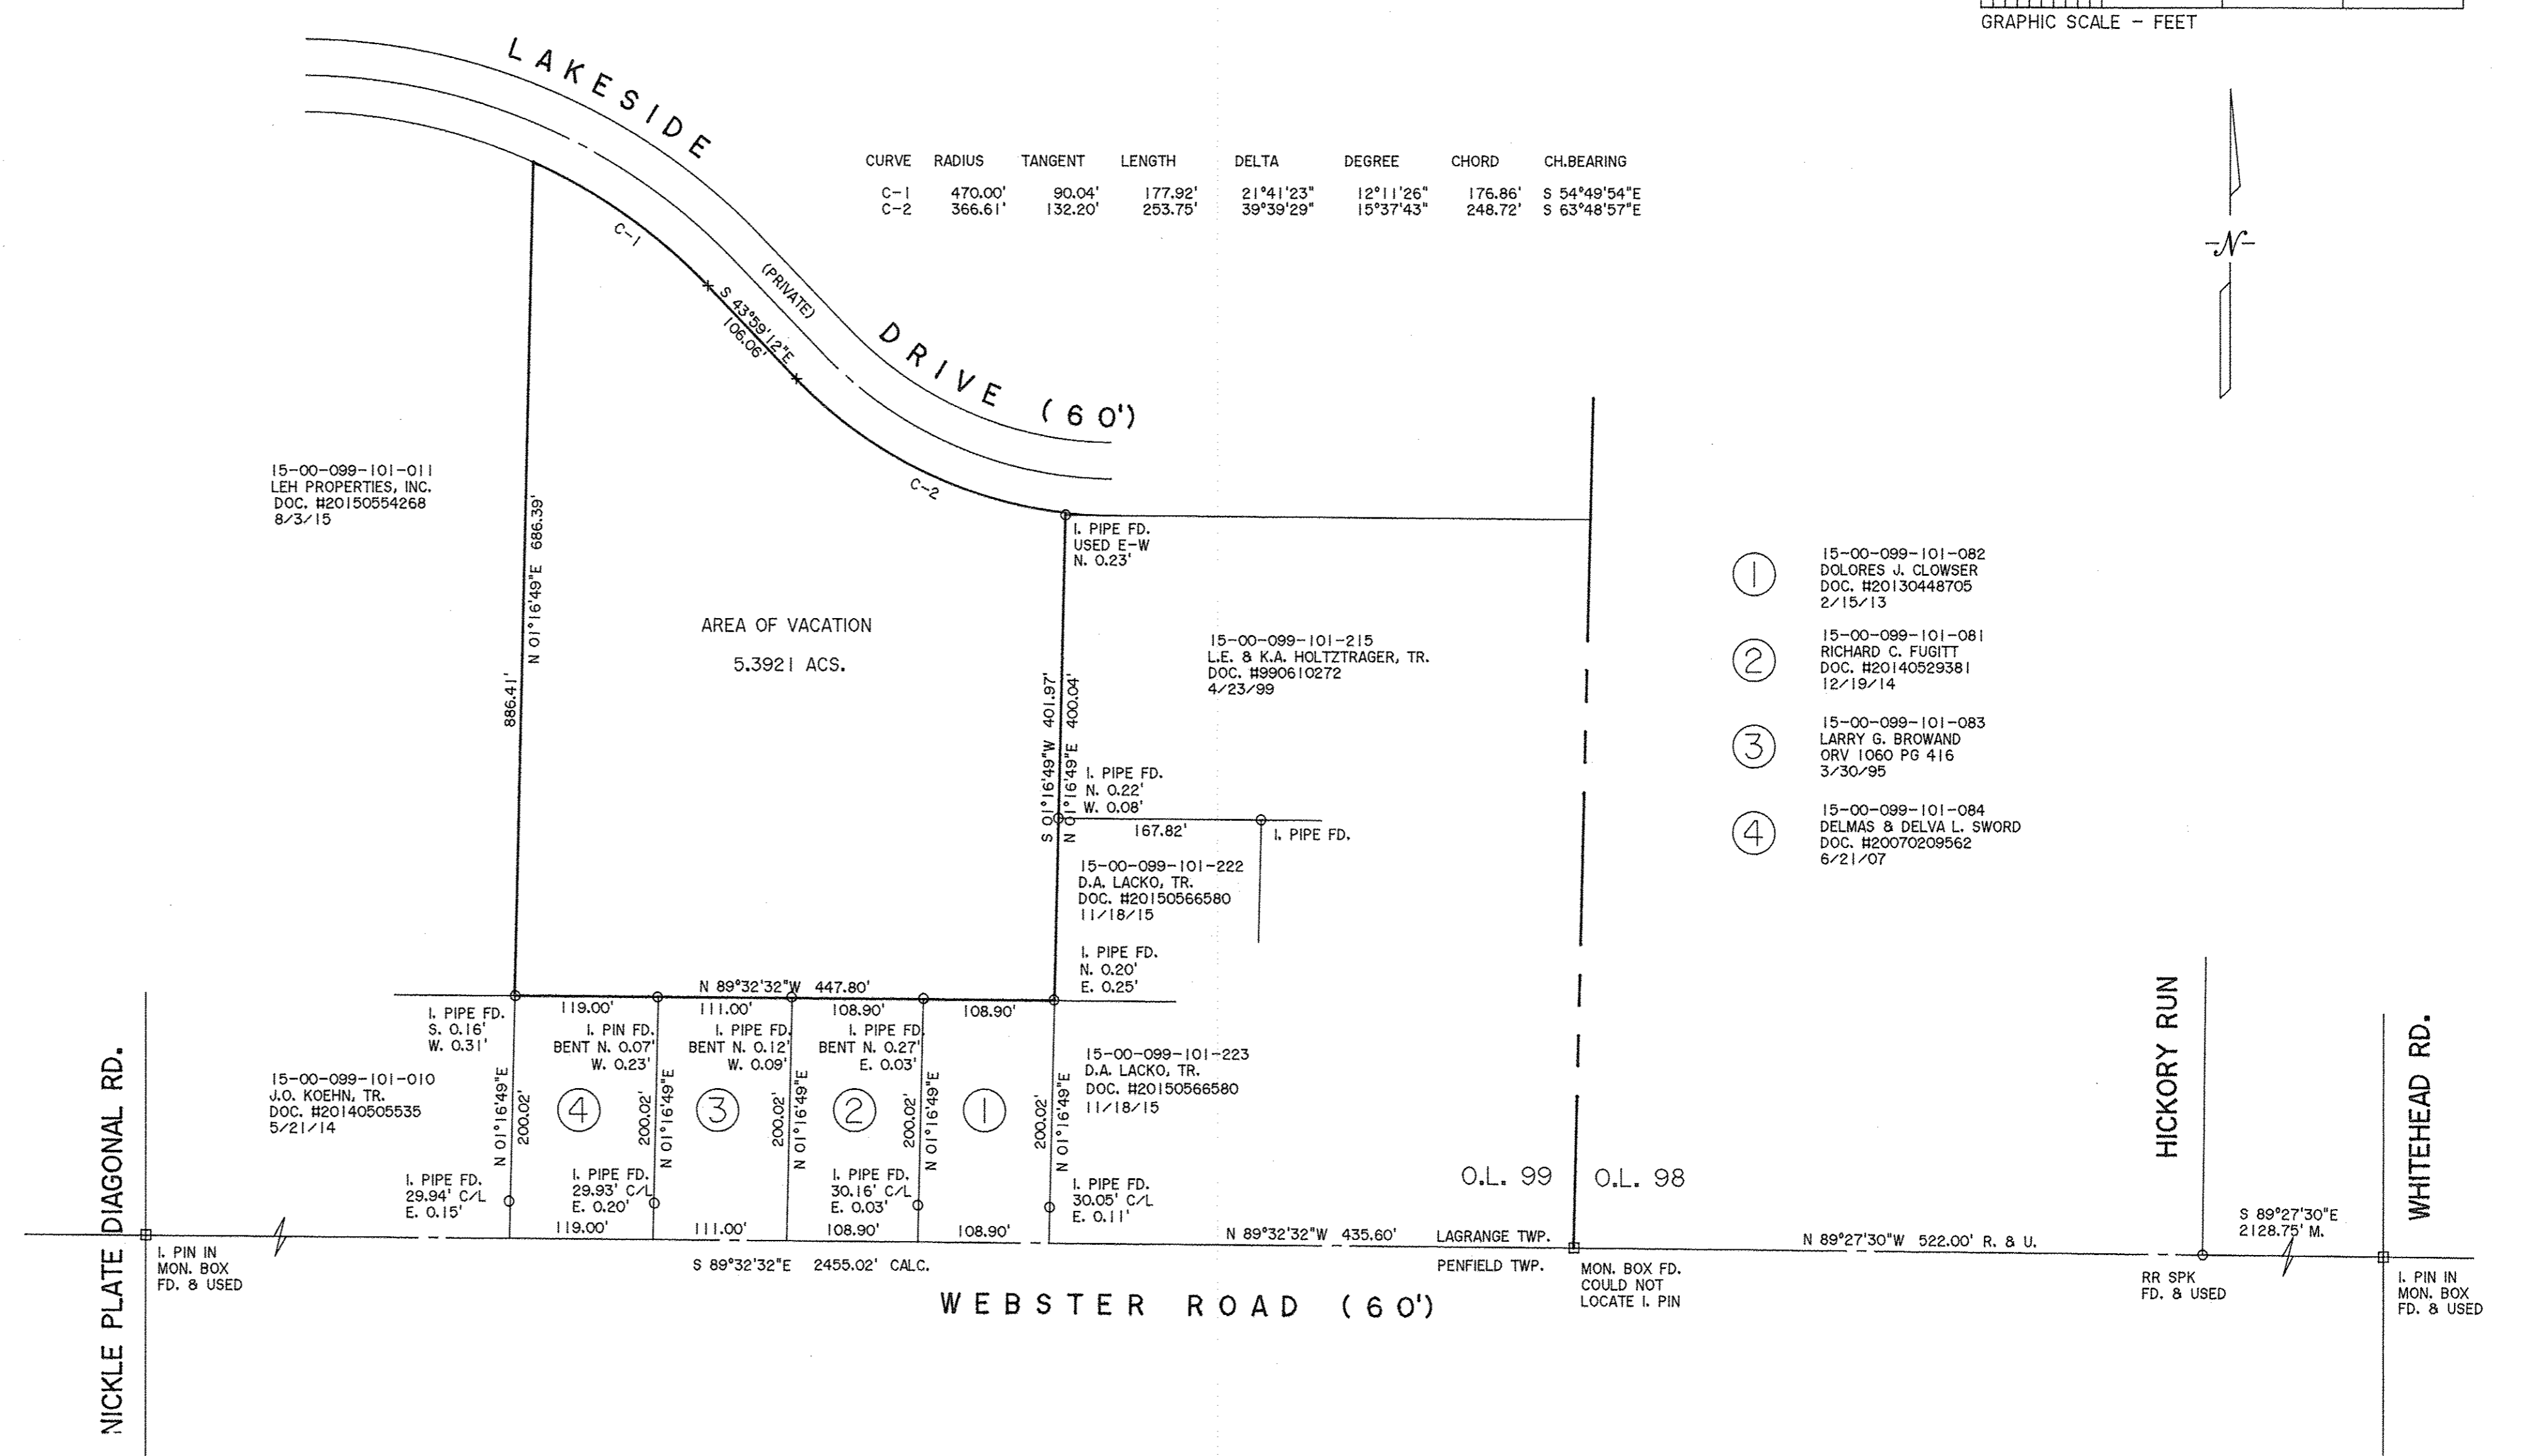 GRAPHIC SCALE - FEET
LAKESIDE
DRIVE (60')
(PRIVATE)
CURVE RADIUS TANGENT LENGTH DELTA DEGREE CHORD CH.BEARING
C-1 470.00' 90.04' 177.92' 21°41'23" 12°11'26" 176.86' S 54°49'54"E
C-2 366.61' 132.20' 253.75' 39°39'29" 15°37'43" 248.72' S 63°48'57"E
-N-
C-1
S 43°59'12"E
106.06'
C-2
15-00-099-101-011
LEH PROPERTIES, INC.
DOC. #20150554268
8/3/15
N 01°16'49"E 686.39'
886.41'
AREA OF VACATION
5.3921 ACS.
I. PIPE FD.
USED E-W
N. 0.23'
15-00-099-101-215
L.E. & K.A. HOLTZTRAGER, TR.
DOC. #990610272
4/23/99
S 01°16'49"W 401.97'
N 01°16'49"E 400.04'
I. PIPE FD.
N. 0.22'
W. 0.08'
167.82'
I. PIPE FD.
15-00-099-101-222
D.A. LACKO, TR.
DOC. #20150566580
11/18/15
I. PIPE FD.
N. 0.20'
E. 0.25'
1
15-00-099-101-082
DOLORES J. CLOWSER
DOC. #20130448705
2/15/13
2
15-00-099-101-081
RICHARD C. FUGITT
DOC. #20140529381
12/19/14
3
15-00-099-101-083
LARRY G. BROWAND
ORV 1060 PG 416
3/30/95
4
15-00-099-101-084
DELMAS & DELVA L. SWORD
DOC. #20070209562
6/21/07
N 89°32'32"W 447.80'
119.00' 111.00' 108.90' 108.90'
I. PIPE FD.
S. 0.16'
W. 0.31'
I. PIN FD.
BENT N. 0.07'
W. 0.23'
I. PIPE FD.
BENT N. 0.12'
W. 0.09'
I. PIPE FD.
BENT N. 0.27'
E. 0.03'
15-00-099-101-223
D.A. LACKO, TR.
DOC. #20150566580
11/18/15
15-00-099-101-010
J.O. KOEHN, TR.
DOC. #20140505535
5/21/14
N 01°16'49"E
200.02'
4
200.02'
N 01°16'49"E
3
200.02'
N 01°16'49"E
2
200.02'
N 01°16'49"E
1
200.02'
N 01°16'49"E
I. PIPE FD.
29.94' C/L
E. 0.15'
I. PIPE FD.
29.93' C/L
E. 0.20'
I. PIPE FD.
30.16' C/L
E. 0.03'
I. PIPE FD.
30.05' C/L
E. 0.11'
119.00' 111.00' 108.90' 108.90'
O.L. 99
O.L. 98
N 89°32'32"W 435.60'
LAGRANGE TWP.
PENFIELD TWP.
S 89°32'32"E 2455.02' CALC.
N 89°27'30"W 522.00' R. & U.
S 89°27'30"E
2128.75' M.
NICKLE PLATE DIAGONAL RD.
HICKORY RUN
WHITEHEAD RD.
I. PIN IN
MON. BOX
FD. & USED
MON. BOX FD.
COULD NOT
LOCATE I. PIN
RR SPK
FD. & USED
I. PIN IN
MON. BOX
FD. & USED
WEBSTER ROAD (60')